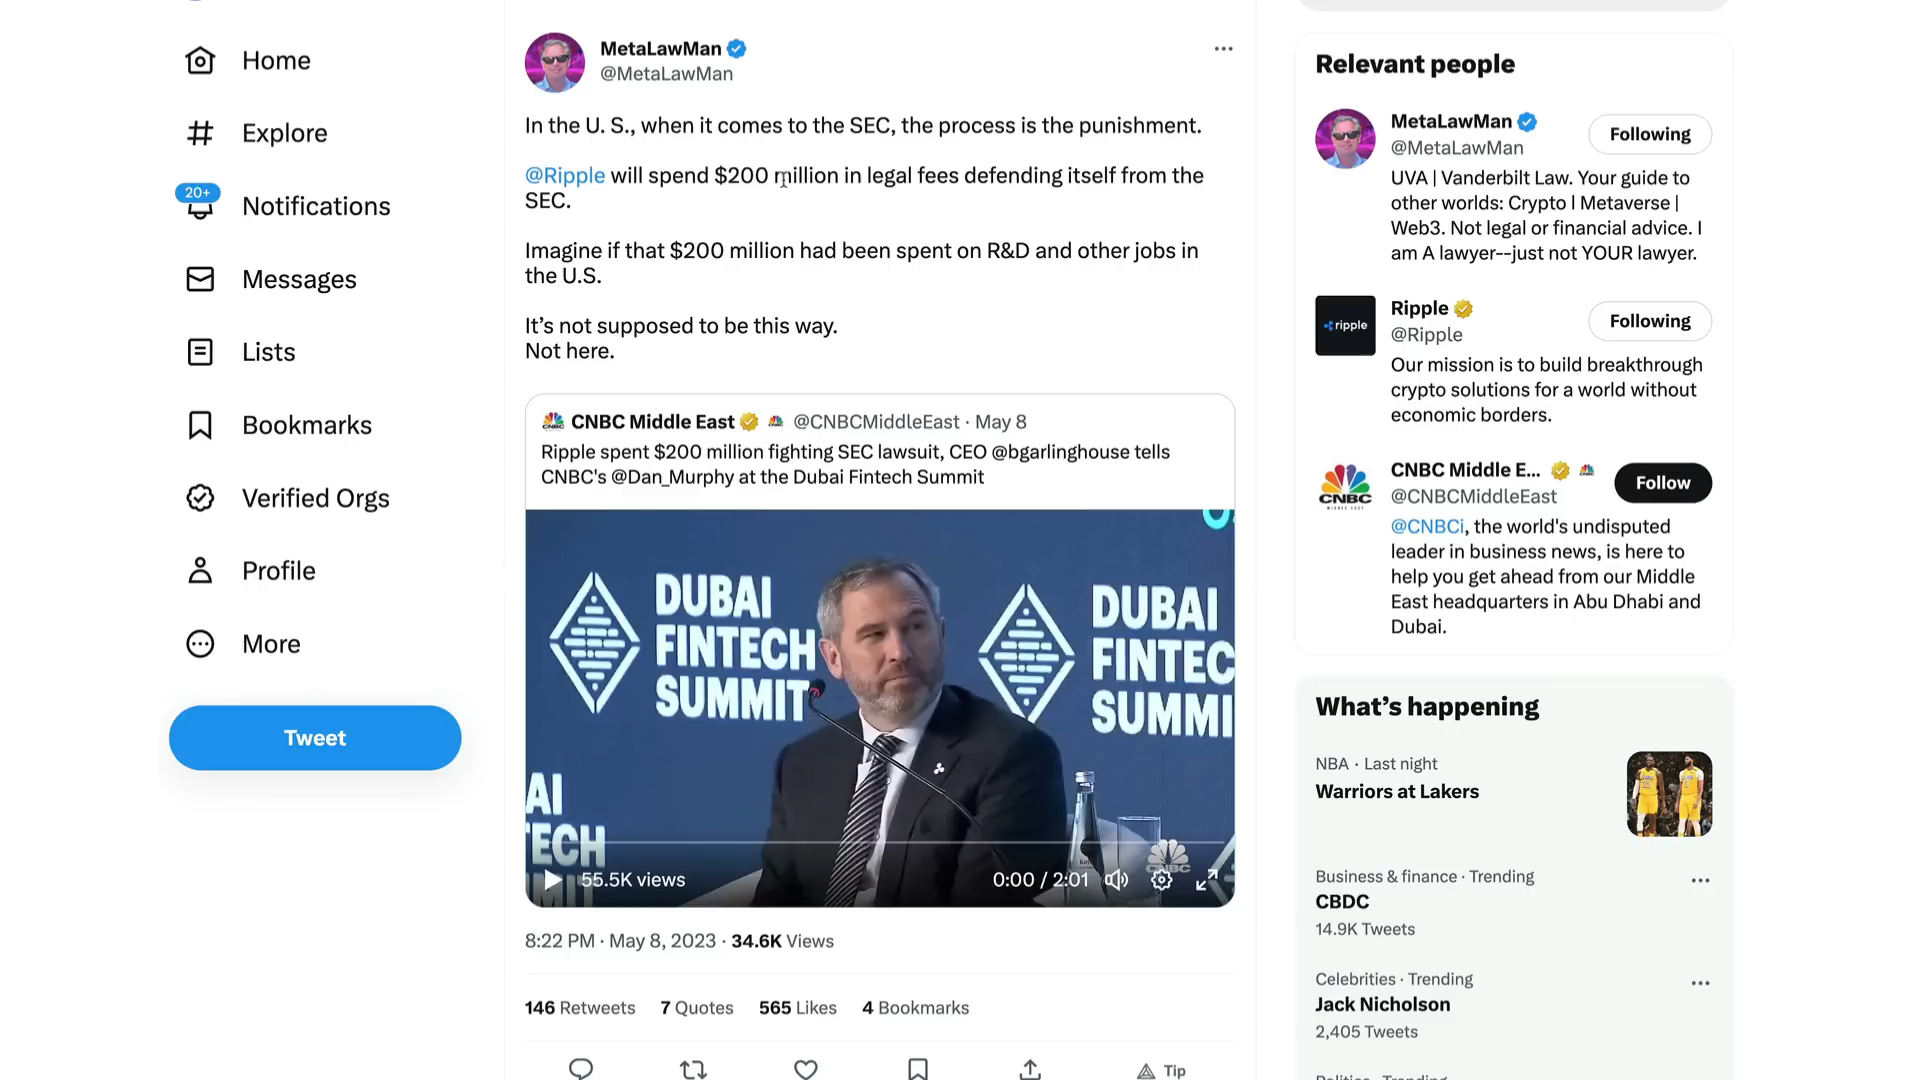 Home
Explore
20+
Notifications
Messages
Lists
Bookmarks
Verified Orgs
Profile
More
Tweet
MetaLawMan
@MetaLawMan
In the U. S., when it comes to the SEC, the process is the punishment.
@Ripple will spend $200 million in legal fees defending itself from the
SEC.
Imagine if that $200 million had been spent on R&D and other jobs in
the U.S.
It’s not supposed to be this way.
Not here.
CNBC Middle East @CNBCMiddleEast · May 8
Ripple spent $200 million fighting SEC lawsuit, CEO @bgarlinghouse tells
CNBC's @Dan_Murphy at the Dubai Fintech Summit
DUBAI
FINTECH
SUMMIT
DUBAI
FINTEC
SUMMI
AI
TECH
MIT
CNBC
55.5K views
0:00 / 2:01
8:22 PM · May 8, 2023 · 34.6K Views
146 Retweets 7 Quotes 565 Likes 4 Bookmarks
Tip
Relevant people
MetaLawMan
@MetaLawMan
Following
UVA | Vanderbilt Law. Your guide to
other worlds: Crypto l Metaverse |
Web3. Not legal or financial advice. I
am A lawyer--just not YOUR lawyer.
ripple
Ripple
@Ripple
Following
Our mission is to build breakthrough
crypto solutions for a world without
economic borders.
CNBC
CNBC Middle E...
@CNBCMiddleEast
Follow
@CNBCi, the world's undisputed
leader in business news, is here to
help you get ahead from our Middle
East headquarters in Abu Dhabi and
Dubai.
What’s happening
NBA · Last night
Warriors at Lakers
Business & finance · Trending
CBDC
14.9K Tweets
Celebrities · Trending
Jack Nicholson
2,405 Tweets
Politics · Trending